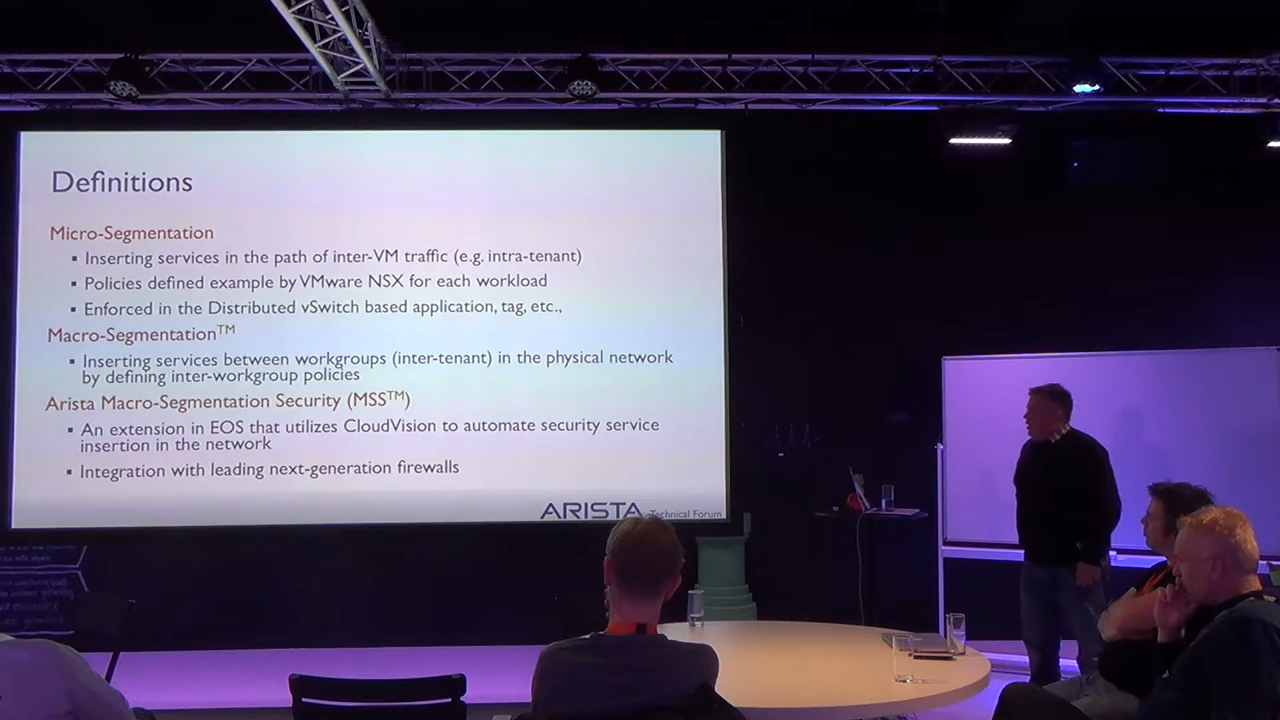 Definitions
Micro-Segmentation
▪ Inserting services in the path of inter-VM traffic (e.g. intra-tenant)
▪ Policies defined example by VMware NSX for each workload
▪ Enforced in the Distributed vSwitch based application, tag, etc.,
Macro-Segmentation™
▪ Inserting services between workgroups (inter-tenant) in the physical network
by defining inter-workgroup policies
Arista Macro-Segmentation Security (MSS™)
▪ An extension in EOS that utilizes CloudVision to automate security service
insertion in the network
▪ Integration with leading next-generation firewalls
ARISTA Technical Forum